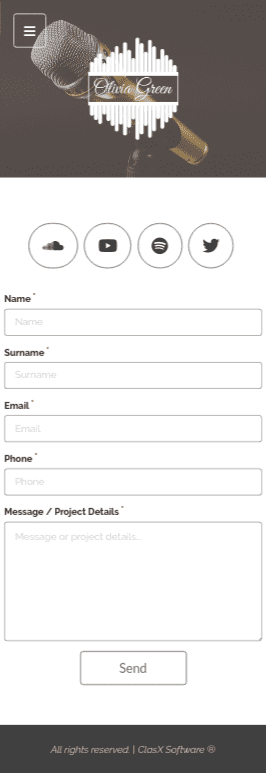 Olivia Green
Name *
Name
Surname *
Surname
Email *
Email
Phone *
Phone
Message / Project Details *
Message or project details...
Send
All rights reserved. | ClasX Software ®